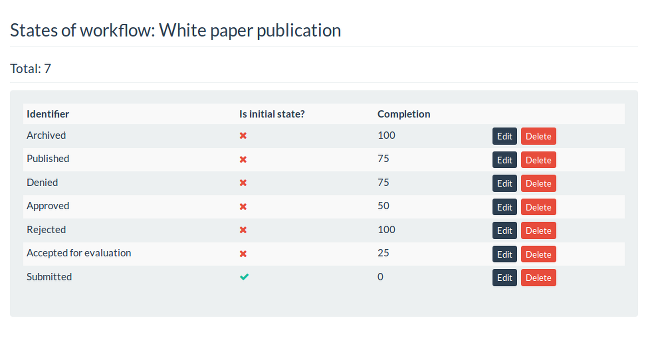 States of workflow: White paper publication
Total: 7
Identifier Is initial state? Completion
Archived 100 Edit Delete
Published 75 Edit Delete
Denied 75 Edit Delete
Approved 50 Edit Delete
Rejected 100 Edit Delete
Accepted for evaluation 25 Edit Delete
Submitted 0 Edit Delete